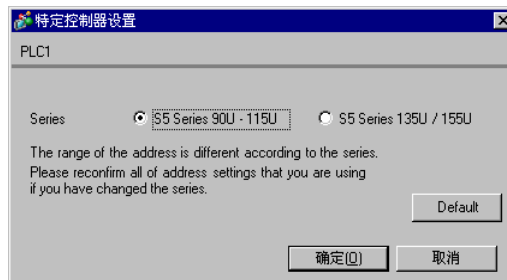 特定控制器设置
PLC1
Series S5 Series 90U - 115U S5 Series 135U / 155U
The range of the address is different according to the series.
Please reconfirm all of address settings that you are using
if you have changed the series.
Default
确定(O) 取消